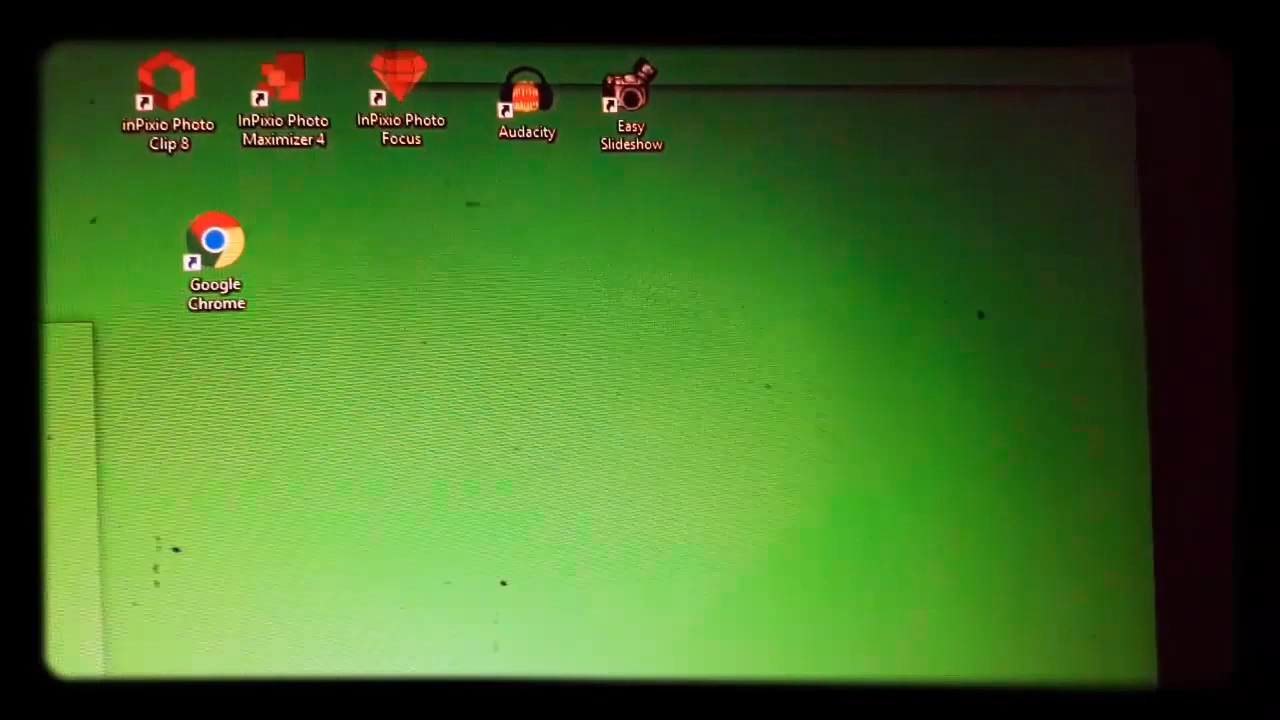 inPixio Photo
Clip 8
InPixio Photo
Maximizer 4
InPixio Photo
Focus
Audacity
Easy
Slideshow
Google
Chrome